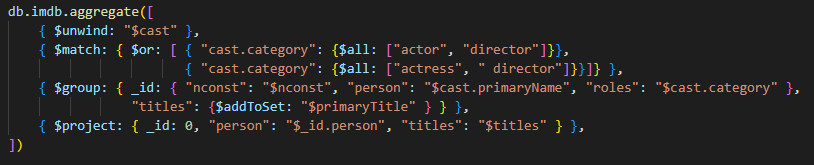 db.imdb.aggregate([
{ $unwind: "$cast" },
{ $match: { $or: [ { "cast.category": {$all: ["actor", "director"]}},
{ "cast.category": {$all: ["actress", " director"]}}]} },
{ $group: { _id: { "nconst": "$nconst", "person": "$cast.primaryName", "roles": "$cast.category" },
"titles": {$addToSet: "$primaryTitle" } } },
{ $project: { _id: 0, "person": "$_id.person", "titles": "$titles" } },
])